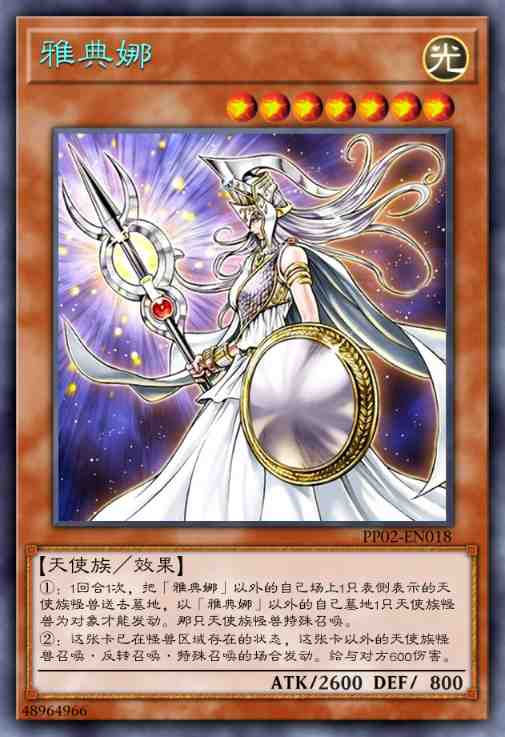 雅典娜
光
PP02-EN018
【天使族／效果】
①：1回合1次，把「雅典娜」以外的自己场上1只表侧表示的天
使族怪兽送去墓地，以「雅典娜」以外的自己墓地1只天使族怪
兽为对象才能发动。那只天使族怪兽特殊召唤。
②：这张卡已在怪兽区域存在的状态，这张卡以外的天使族怪
兽召唤·反转召唤·特殊召唤的场合发动。给与对方600伤害。
ATK/2600 DEF/ 800
48964966